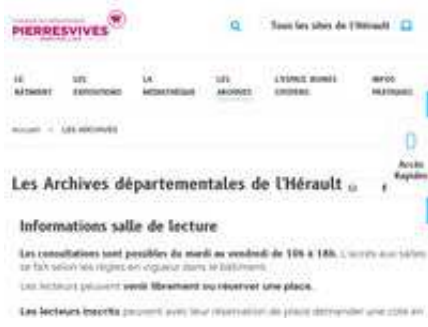 PIERRESVIVES
Tous les sites de l'Hérault
LE BÂTIMENT
LES EXPOSITIONS
LA MÉDIATHÈQUE
LES ARCHIVES
L'ESPACE JEUNES CITOYENS
INFOS PRATIQUES
Accueil > LES ARCHIVES
Accès
Rapides
Les Archives départementales de l'Hérault
Informations salle de lecture
Les consultations sont possibles du mardi au vendredi de 10h à 18h. L'accès aux salles
se fait selon les règles en vigueur dans le bâtiment.
Les lecteurs peuvent venir librement ou réserver une place.
Les lecteurs inscrits peuvent avec leur réservation de place demander une cote en